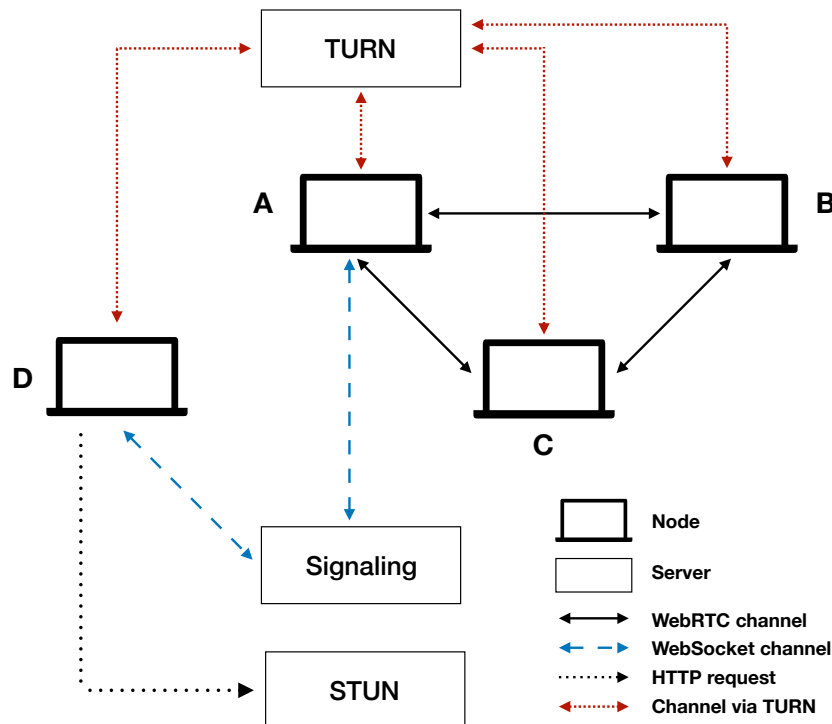 TURN
A
B
D
C
Signaling
STUN
Node
Server
WebRTC channel
WebSocket channel
HTTP request
Channel via TURN